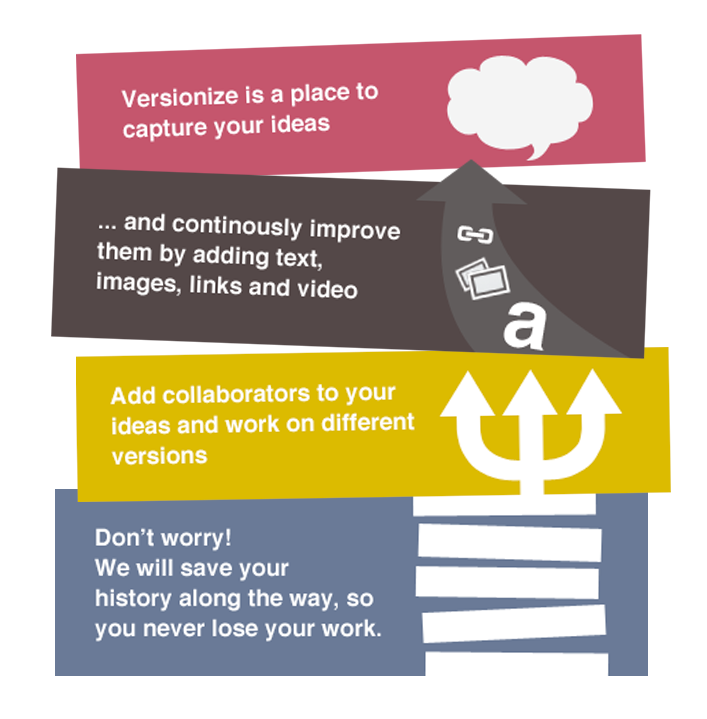 Versionize is a place to
capture your ideas
... and continously improve
them by adding text,
images, links and video
a
Add collaborators to your
ideas and work on different
versions
Don't worry!
We will save your
history along the way, so
you never lose your work.